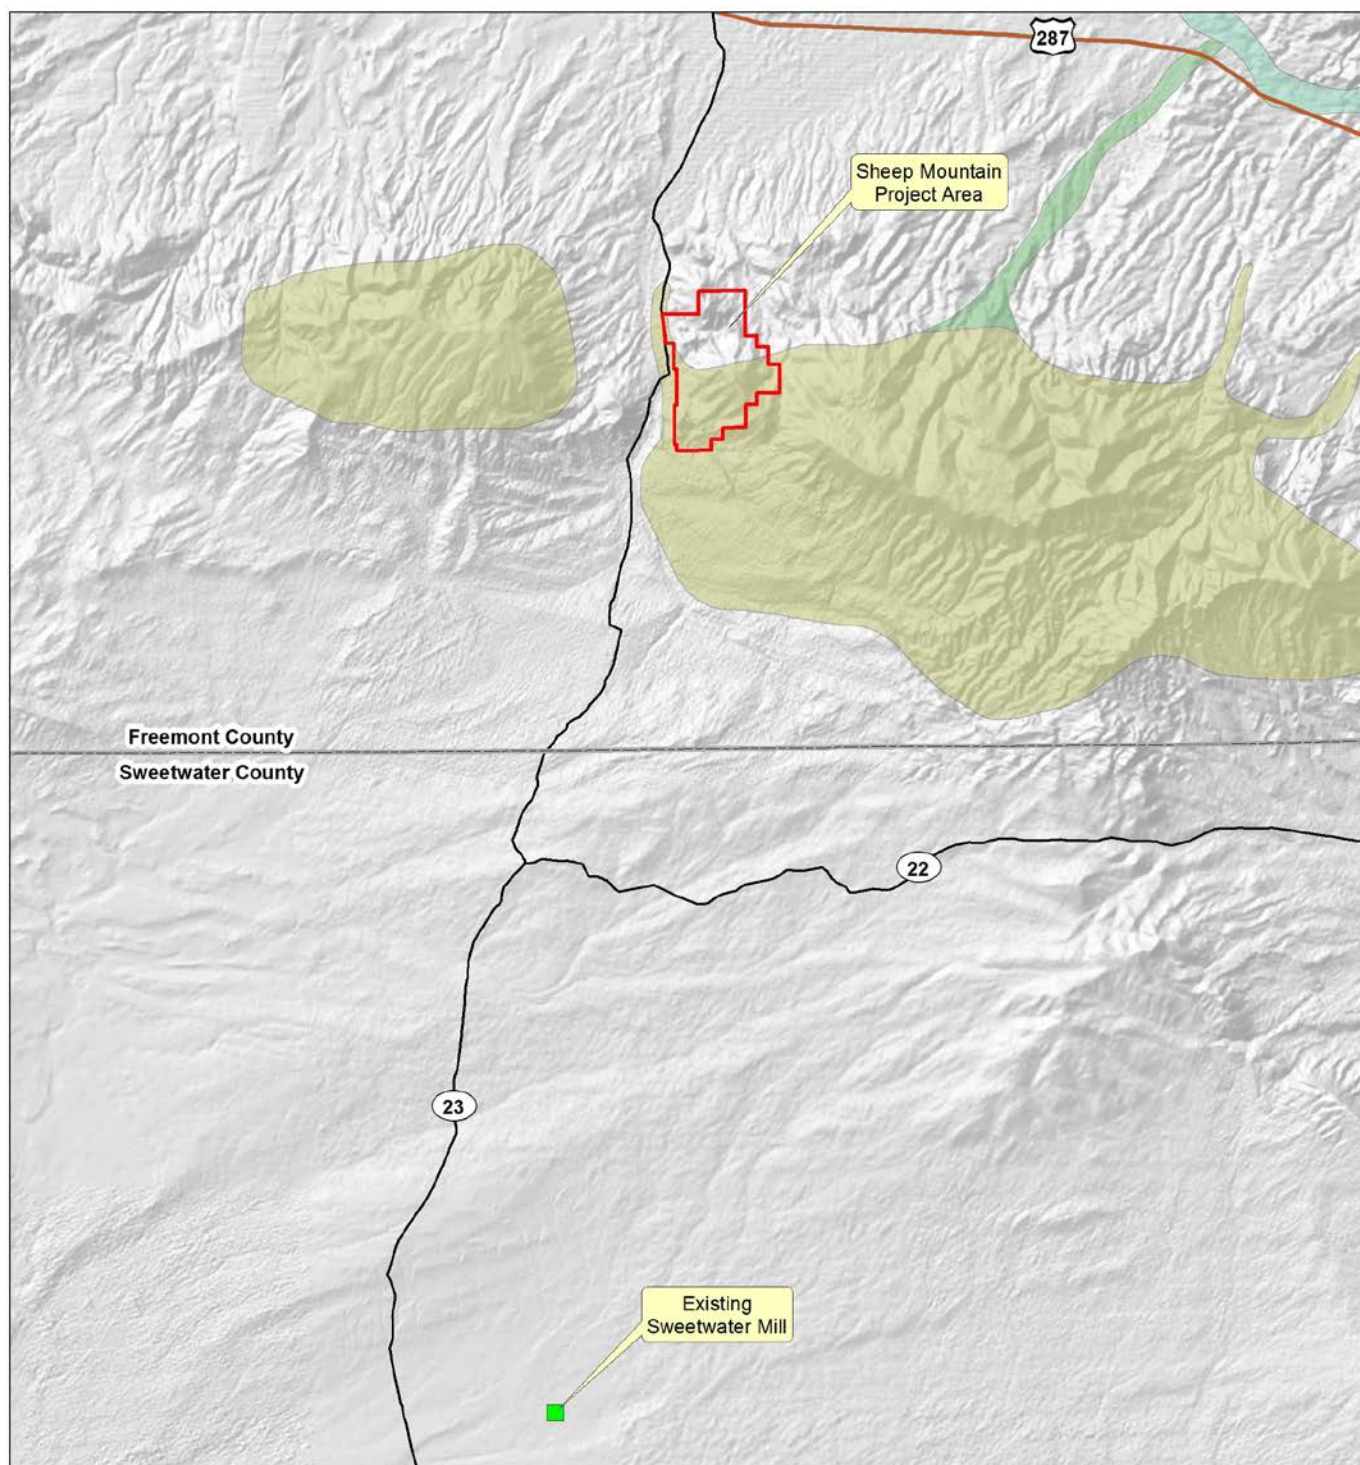 287
Sheep Mountain
Project Area
Freemont County
Sweetwater County
22
23
Existing
Sweetwater Mill